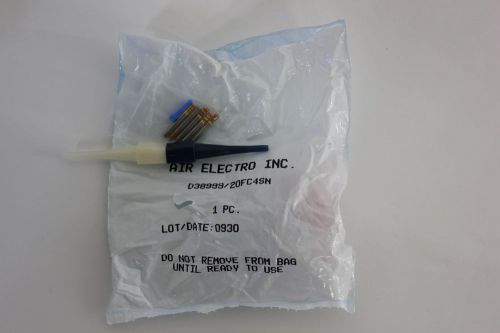 AIR ELECTRO INC.
D38999/20FC4SN
1 PC.
LOT/DATE:0930
DO NOT REMOVE FROM BAG
UNTIL READY TO USE